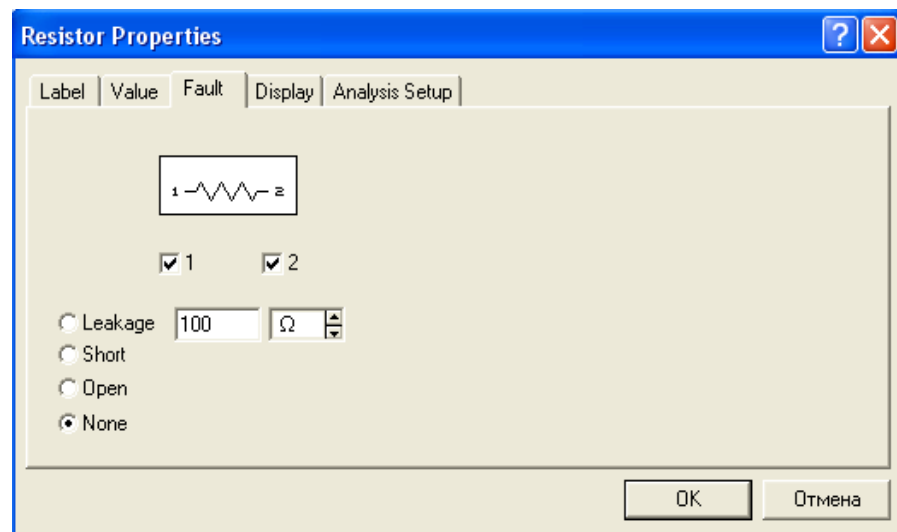 Resistor Properties
Label Value Fault Display Analysis Setup
1 2
1 2
Leakage 100 Ω
Short
Open
None
OK Отмена